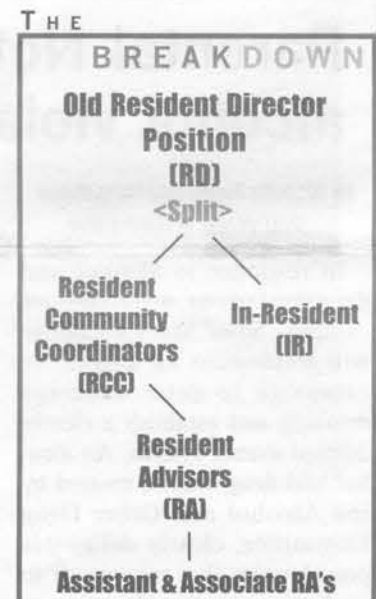 THE
BREAKDOWN
Old Resident Director
Position
(RD)
<Split>
Resident
Community
Coordinators
(RCC)
In-Resident
(IR)
Resident
Advisors
(RA)
Assistant & Associate RA's